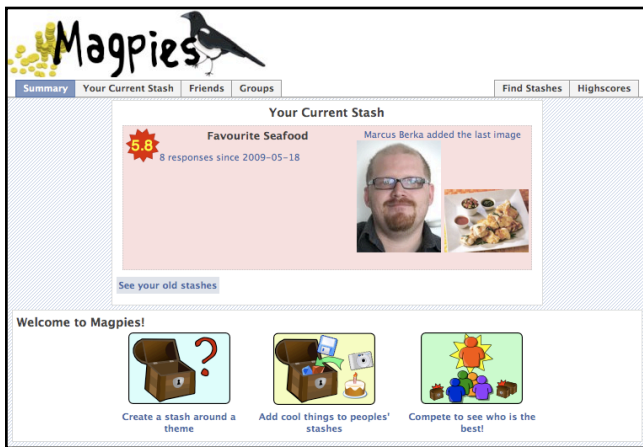 Magpies
Summary
Your Current Stash
Friends
Groups
Find Stashes
Highscores
Your Current Stash
5.8
Favourite Seafood
8 responses since 2009-05-18
Marcus Berka added the last image
See your old stashes
Welcome to Magpies!
Create a stash around a
theme
Add cool things to peoples'
stashes
Compete to see who is the
best!